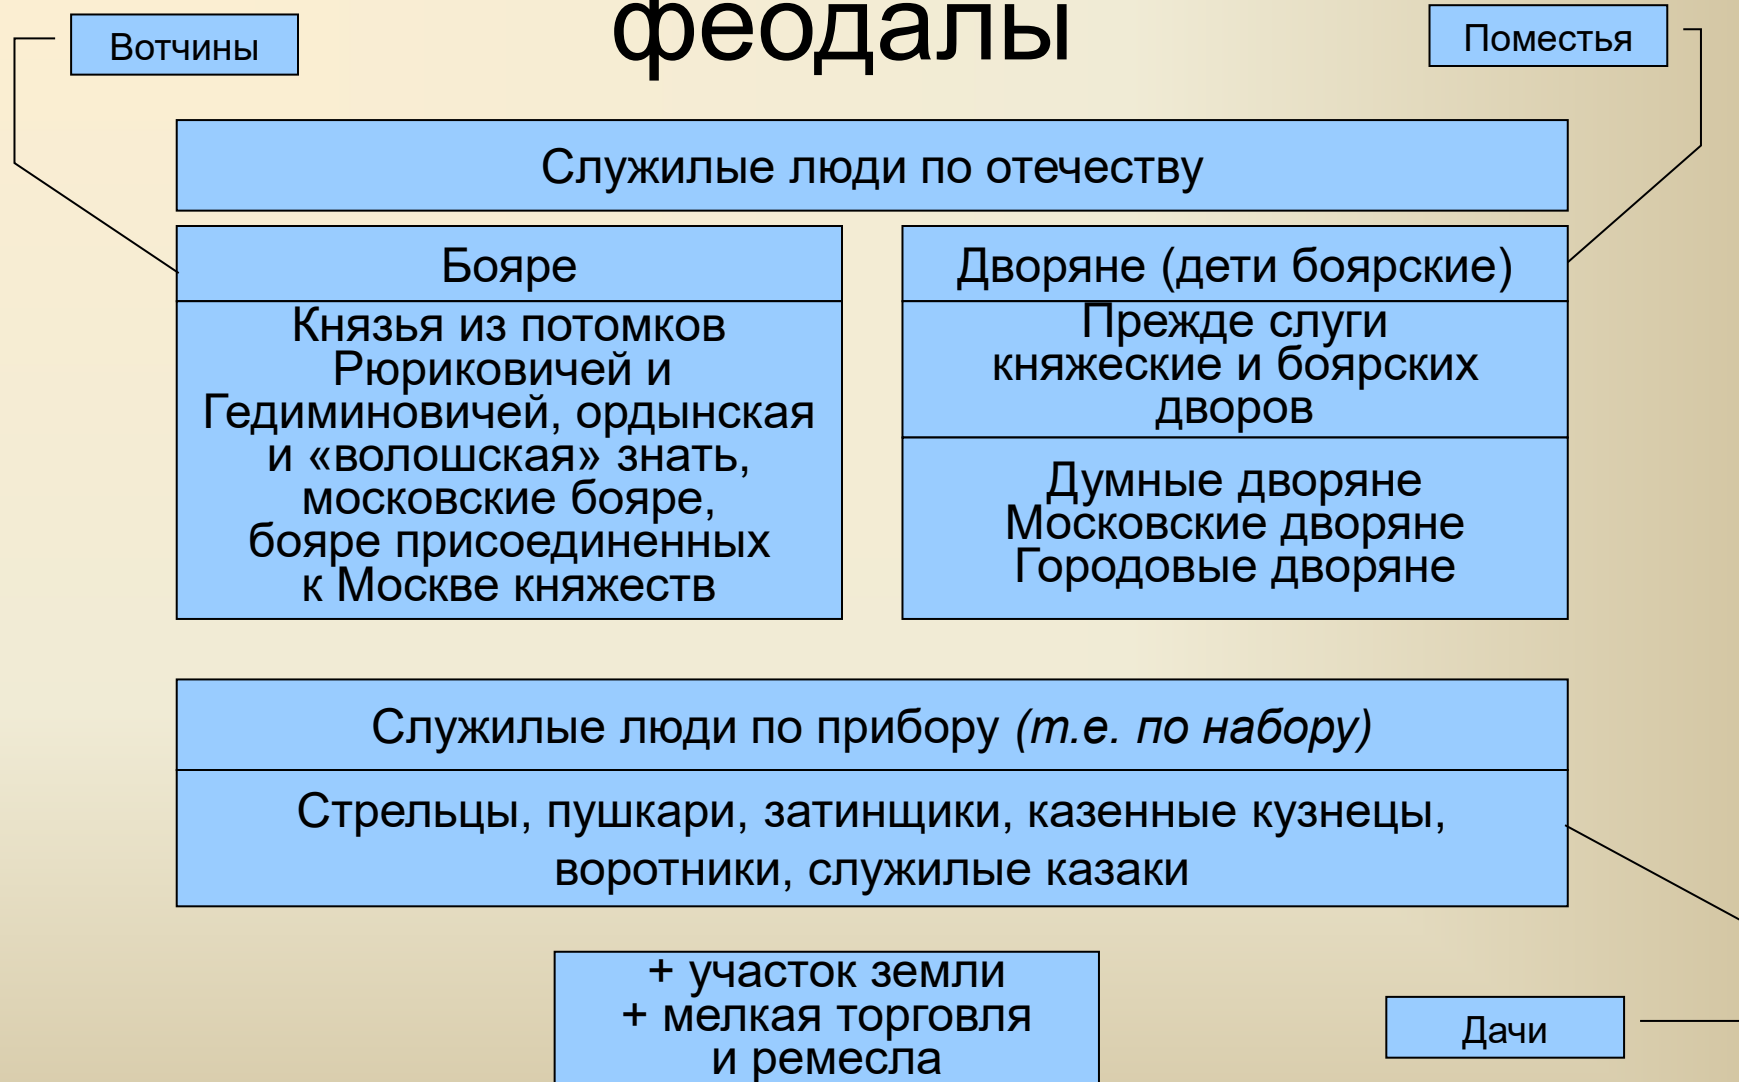 феодалы
Вотчины
Поместья
Служилые люди по отечеству
Бояре
Князья из потомков
Рюриковичей и
Гедиминовичей, ордынская
и «волошская» знать,
московские бояре,
бояре присоединенных
к Москве княжеств
Дворяне (дети боярские)
Прежде слуги
княжеские и боярских
дворов
Думные дворяне
Московские дворяне
Городовые дворяне
Служилые люди по прибору (т.е. по набору)
Стрельцы, пушкари, затинщики, казенные кузнецы,
воротники, служилые казаки
+ участок земли
+ мелкая торговля
и ремесла
Дачи